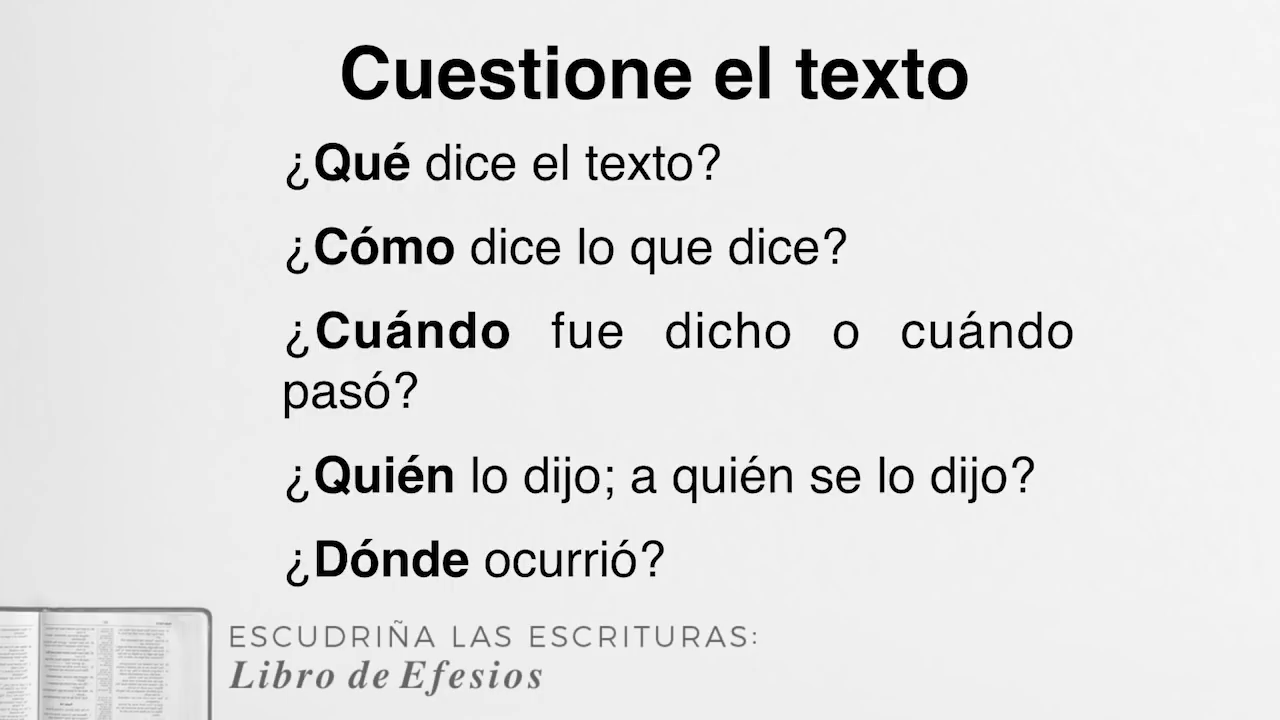 Cuestione el texto
¿Qué dice el texto?
¿Cómo dice lo que dice?
¿Cuándo fue dicho o cuándo
pasó?
¿Quién lo dijo; a quién se lo dijo?
¿Dónde ocurrió?
ESCUDRIÑA LAS ESCRITURAS:
Libro de Efesios